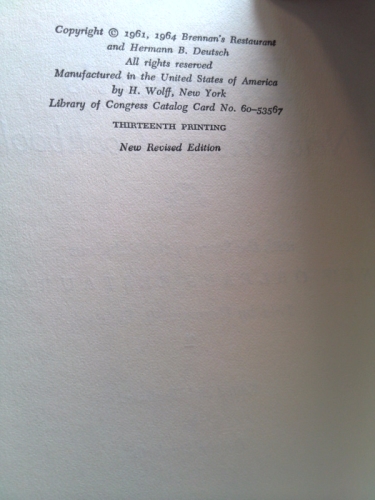 Copyright © 1961, 1964 Brennan's Restaurant
and Hermann B. Deutsch
All rights reserved
Manufactured in the United States of America
by H. Wolff, New York
Library of Congress Catalog Card No. 60-53567
THIRTEENTH PRINTING
New Revised Edition